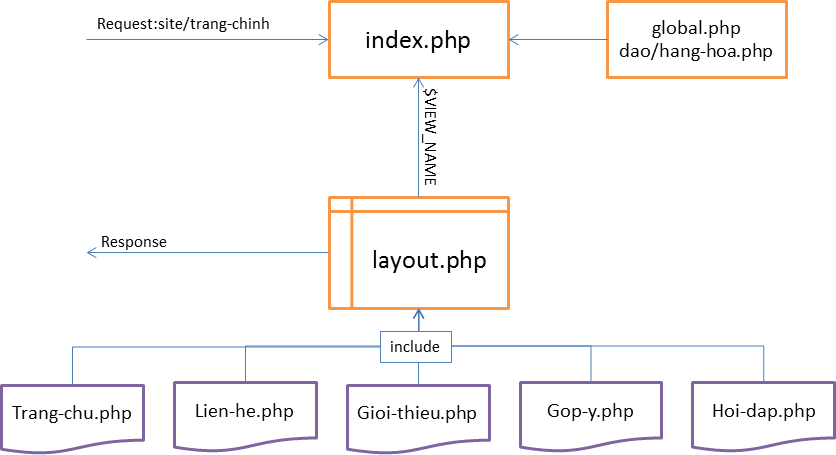 Request:site/trang-chinh
index.php
global.php
dao/hang-hoa.php
$VIEW_NAME
Response
layout.php
include
Trang-chu.php
Lien-he.php
Gioi-thieu.php
Gop-y.php
Hoi-dap.php